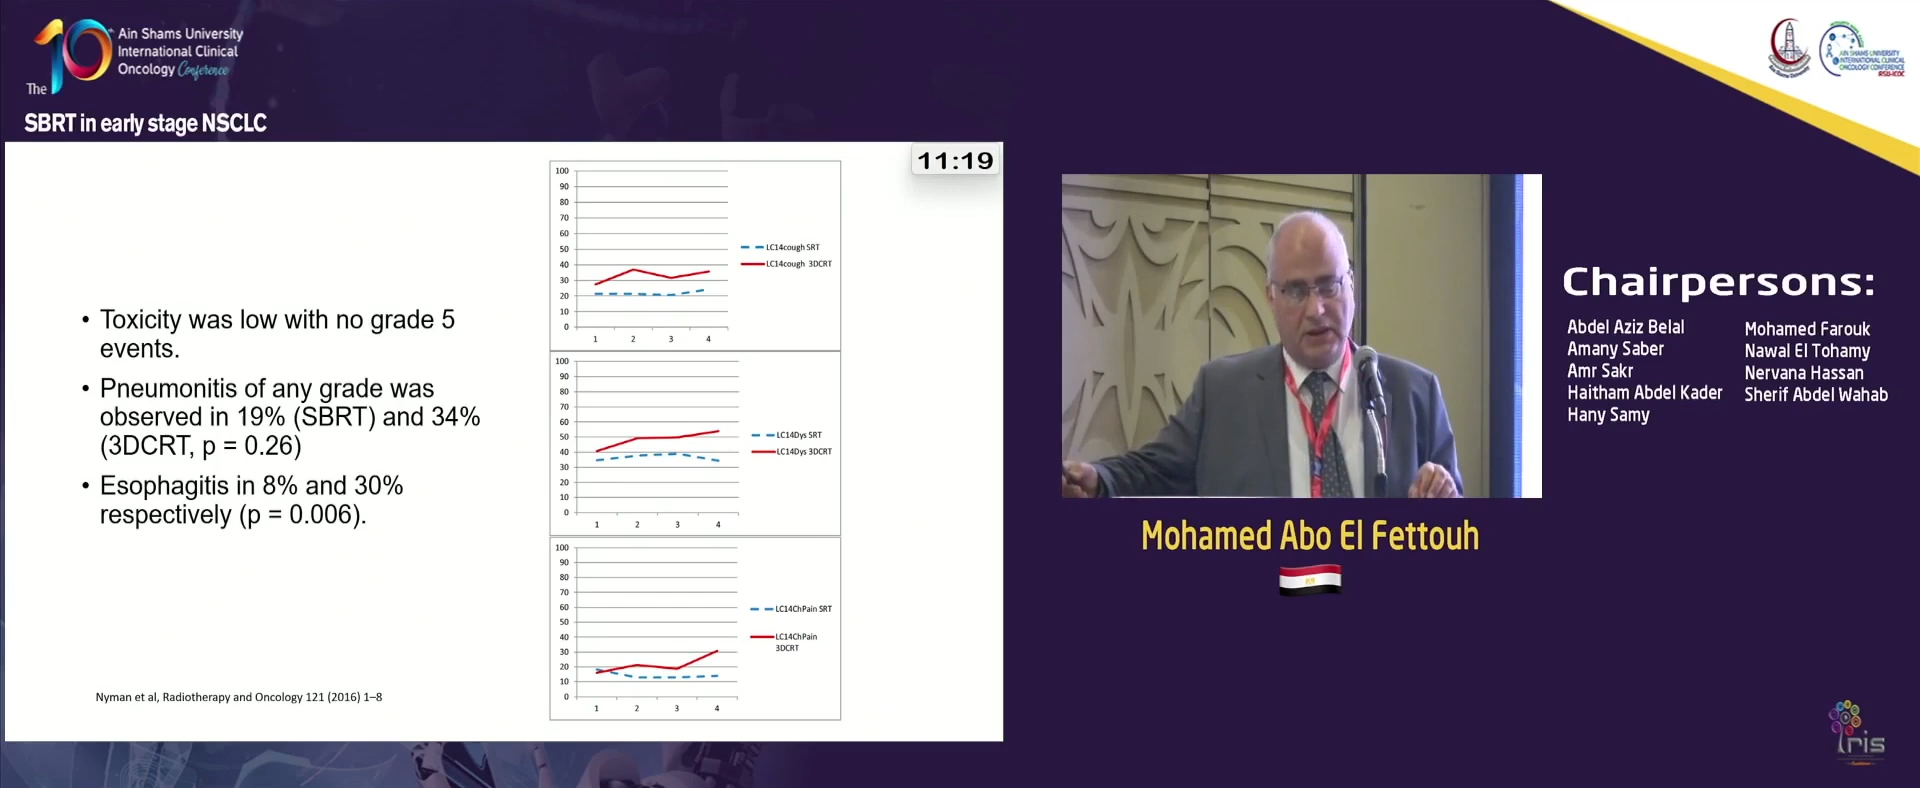 The 10 Ain Shams University
International Clinical
Oncology Conference
SBRT in early stage NSCLC
11:19
• Toxicity was low with no grade 5
events.
• Pneumonitis of any grade was
observed in 19% (SBRT) and 34%
(3DCRT, p = 0.26)
• Esophagitis in 8% and 30%
respectively (p = 0.006).
Nyman et al, Radiotherapy and Oncology 121 (2016) 1–8
100
90
80
70
60
50
40
30
20
10
0
1 2 3 4
LC14cough SRT
LC14cough 3DCRT
100
90
80
70
60
50
40
30
20
10
0
1 2 3 4
LC14Dys SRT
LC14Dys 3DCRT
100
90
80
70
60
50
40
30
20
10
0
1 2 3 4
LC14ChPain SRT
LC14ChPain
3DCRT
Mohamed Abo El Fettouh
AIN SHAMS UNIVERSITY
INTERNATIONAL CLINICAL
ONCOLOGY CONFERENCE
Chairpersons:
Abdel Aziz Belal
Amany Saber
Amr Sakr
Haitham Abdel Kader
Hany Samy
Mohamed Farouk
Nawal El Tohamy
Nervana Hassan
Sherif Abdel Wahab
Iris